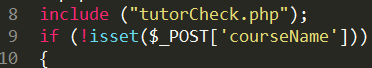 8 include ("tutorCheck.php");
9 if (!isset($_POST['courseName']))
10 {